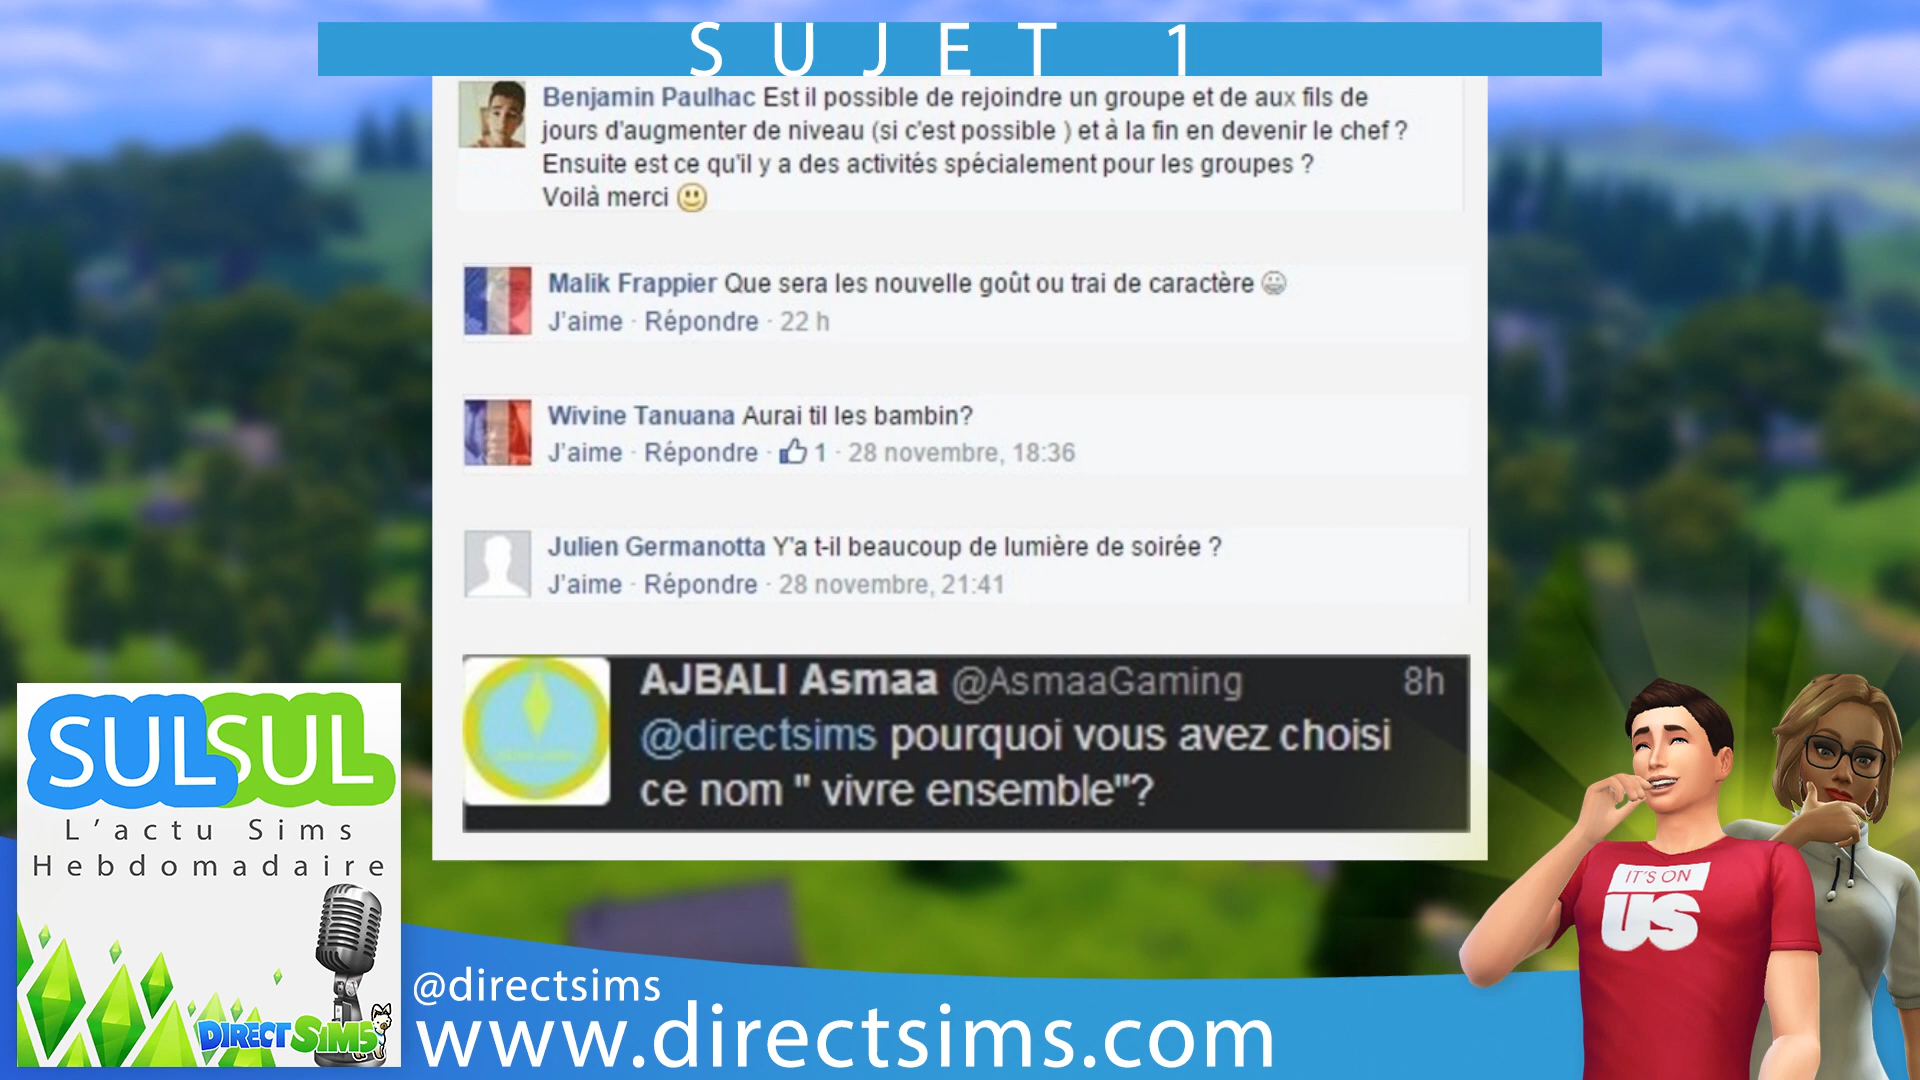 SUJET 1
Benjamin Paulhac Est il possible de rejoindre un groupe et de aux fils de
jours d'augmenter de niveau (si c'est possible ) et à la fin en devenir le chef ?
Ensuite est ce qu'il y a des activités spécialement pour les groupes ?
Voilà merci
Malik Frappier Que sera les nouvelle goût ou trai de caractère
J'aime · Répondre · 22 h
Wivine Tanuana Aurai til les bambin?
J'aime · Répondre · 1 · 28 novembre, 18:36
Julien Germanotta Y'a t-il beaucoup de lumière de soirée ?
J'aime · Répondre · 28 novembre, 21:41
AJBALI Asmaa @AsmaaGaming 8h
@directsims pourquoi vous avez choisi
ce nom " vivre ensemble"?
SULSUL
L'actu Sims
Hebdomadaire
DIRECT SIMS
@directsims
www.directsims.com
IT'S ON
US